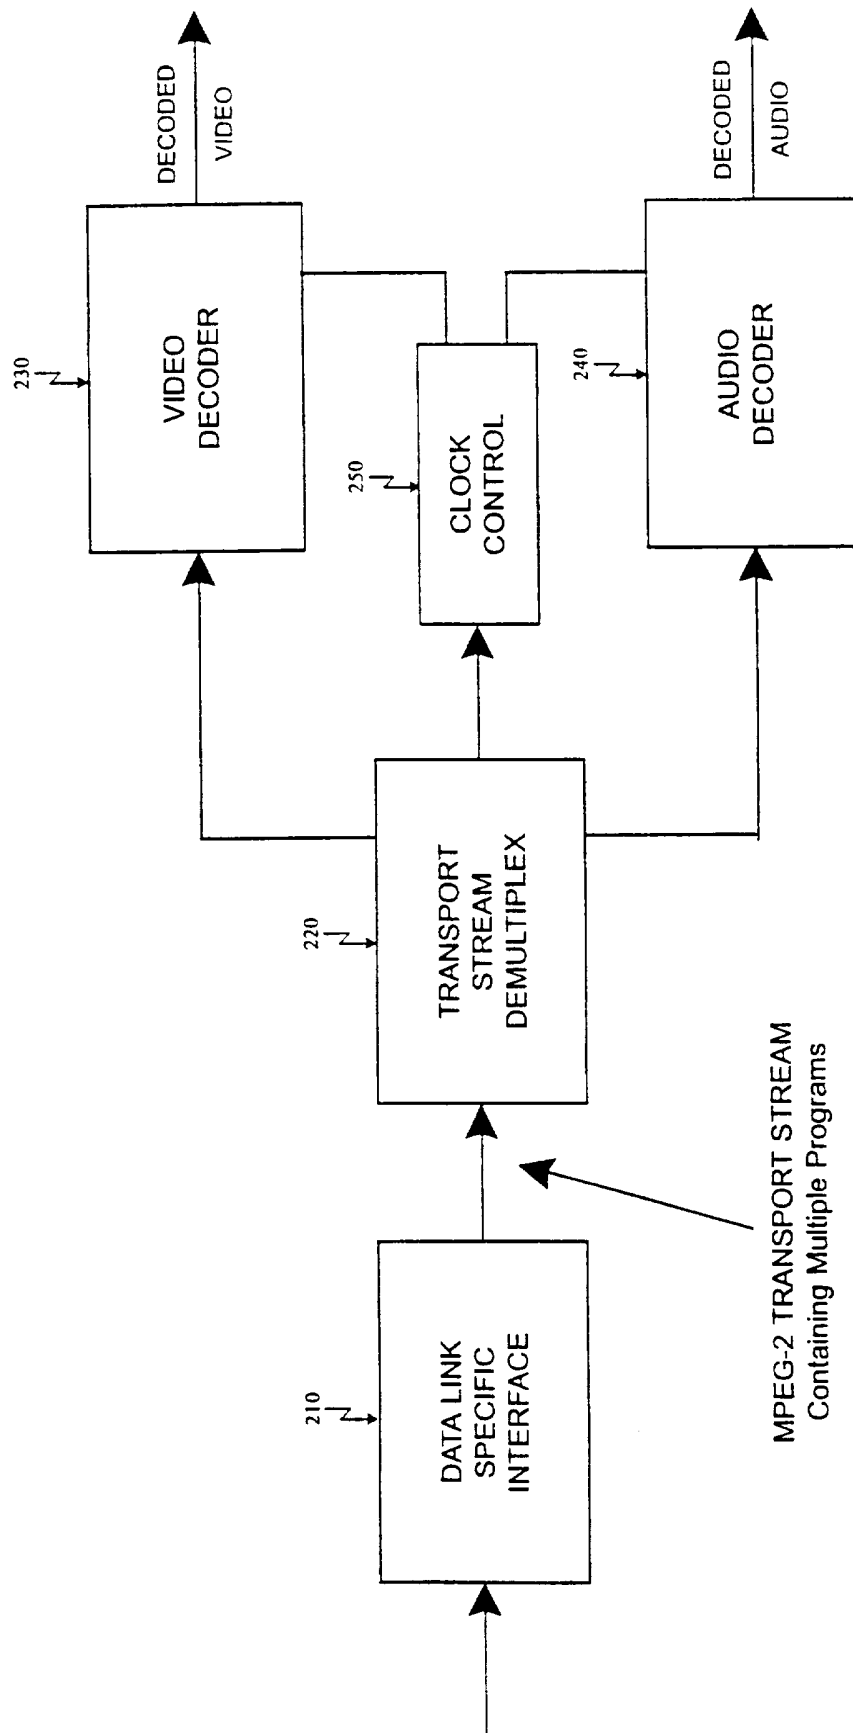 210
DATA LINK
SPECIFIC
INTERFACE
MPEG-2 TRANSPORT STREAM
Containing Multiple Programs
220
TRANSPORT
STREAM
DEMULTIPLEX
230
VIDEO
DECODER
DECODED
VIDEO
250
CLOCK
CONTROL
240
AUDIO
DECODER
DECODED
AUDIO